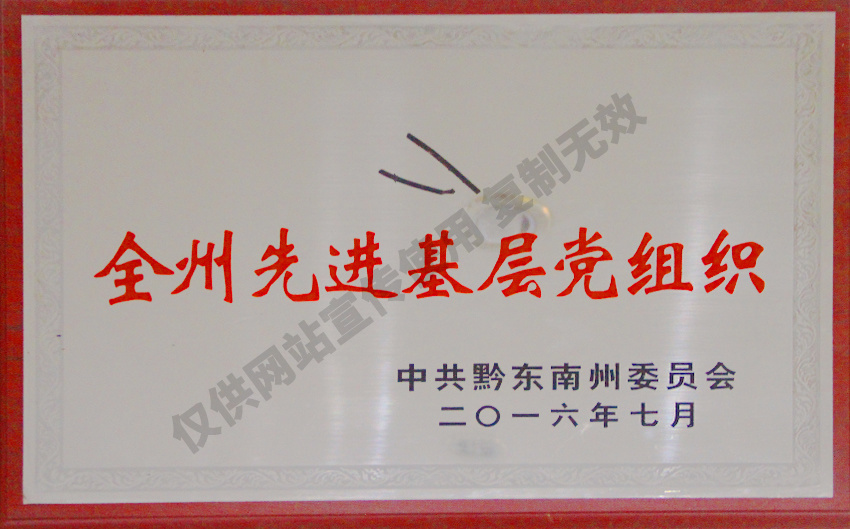 全州先进基层党组织
中共黔东南州委员会
二〇一六年七月
仅供网站宣传使用 复制无效